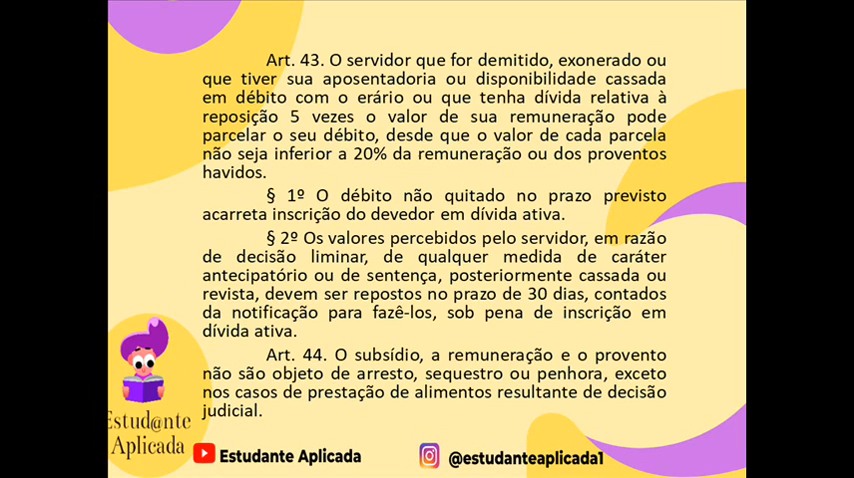 Art. 43. O servidor que for demitido, exonerado ou
que tiver sua aposentadoria ou disponibilidade cassada
em débito com o erário ou que tenha dívida relativa à
reposição 5 vezes o valor de sua remuneração pode
parcelar o seu débito, desde que o valor de cada parcela
não seja inferior a 20% da remuneração ou dos proventos
havidos.
§ 1º O débito não quitado no prazo previsto
acarreta inscrição do devedor em dívida ativa.
§ 2º Os valores percebidos pelo servidor, em razão
de decisão liminar, de qualquer medida de caráter
antecipatório ou de sentença, posteriormente cassada ou
revista, devem ser repostos no prazo de 30 dias, contados
da notificação para fazê-los, sob pena de inscrição em
dívida ativa.
Art. 44. O subsídio, a remuneração e o provento
não são objeto de arresto, sequestro ou penhora, exceto
nos casos de prestação de alimentos resultante de decisão
judicial.
Estud@nte
Aplicada
Estudante Aplicada
@estudanteaplicada1